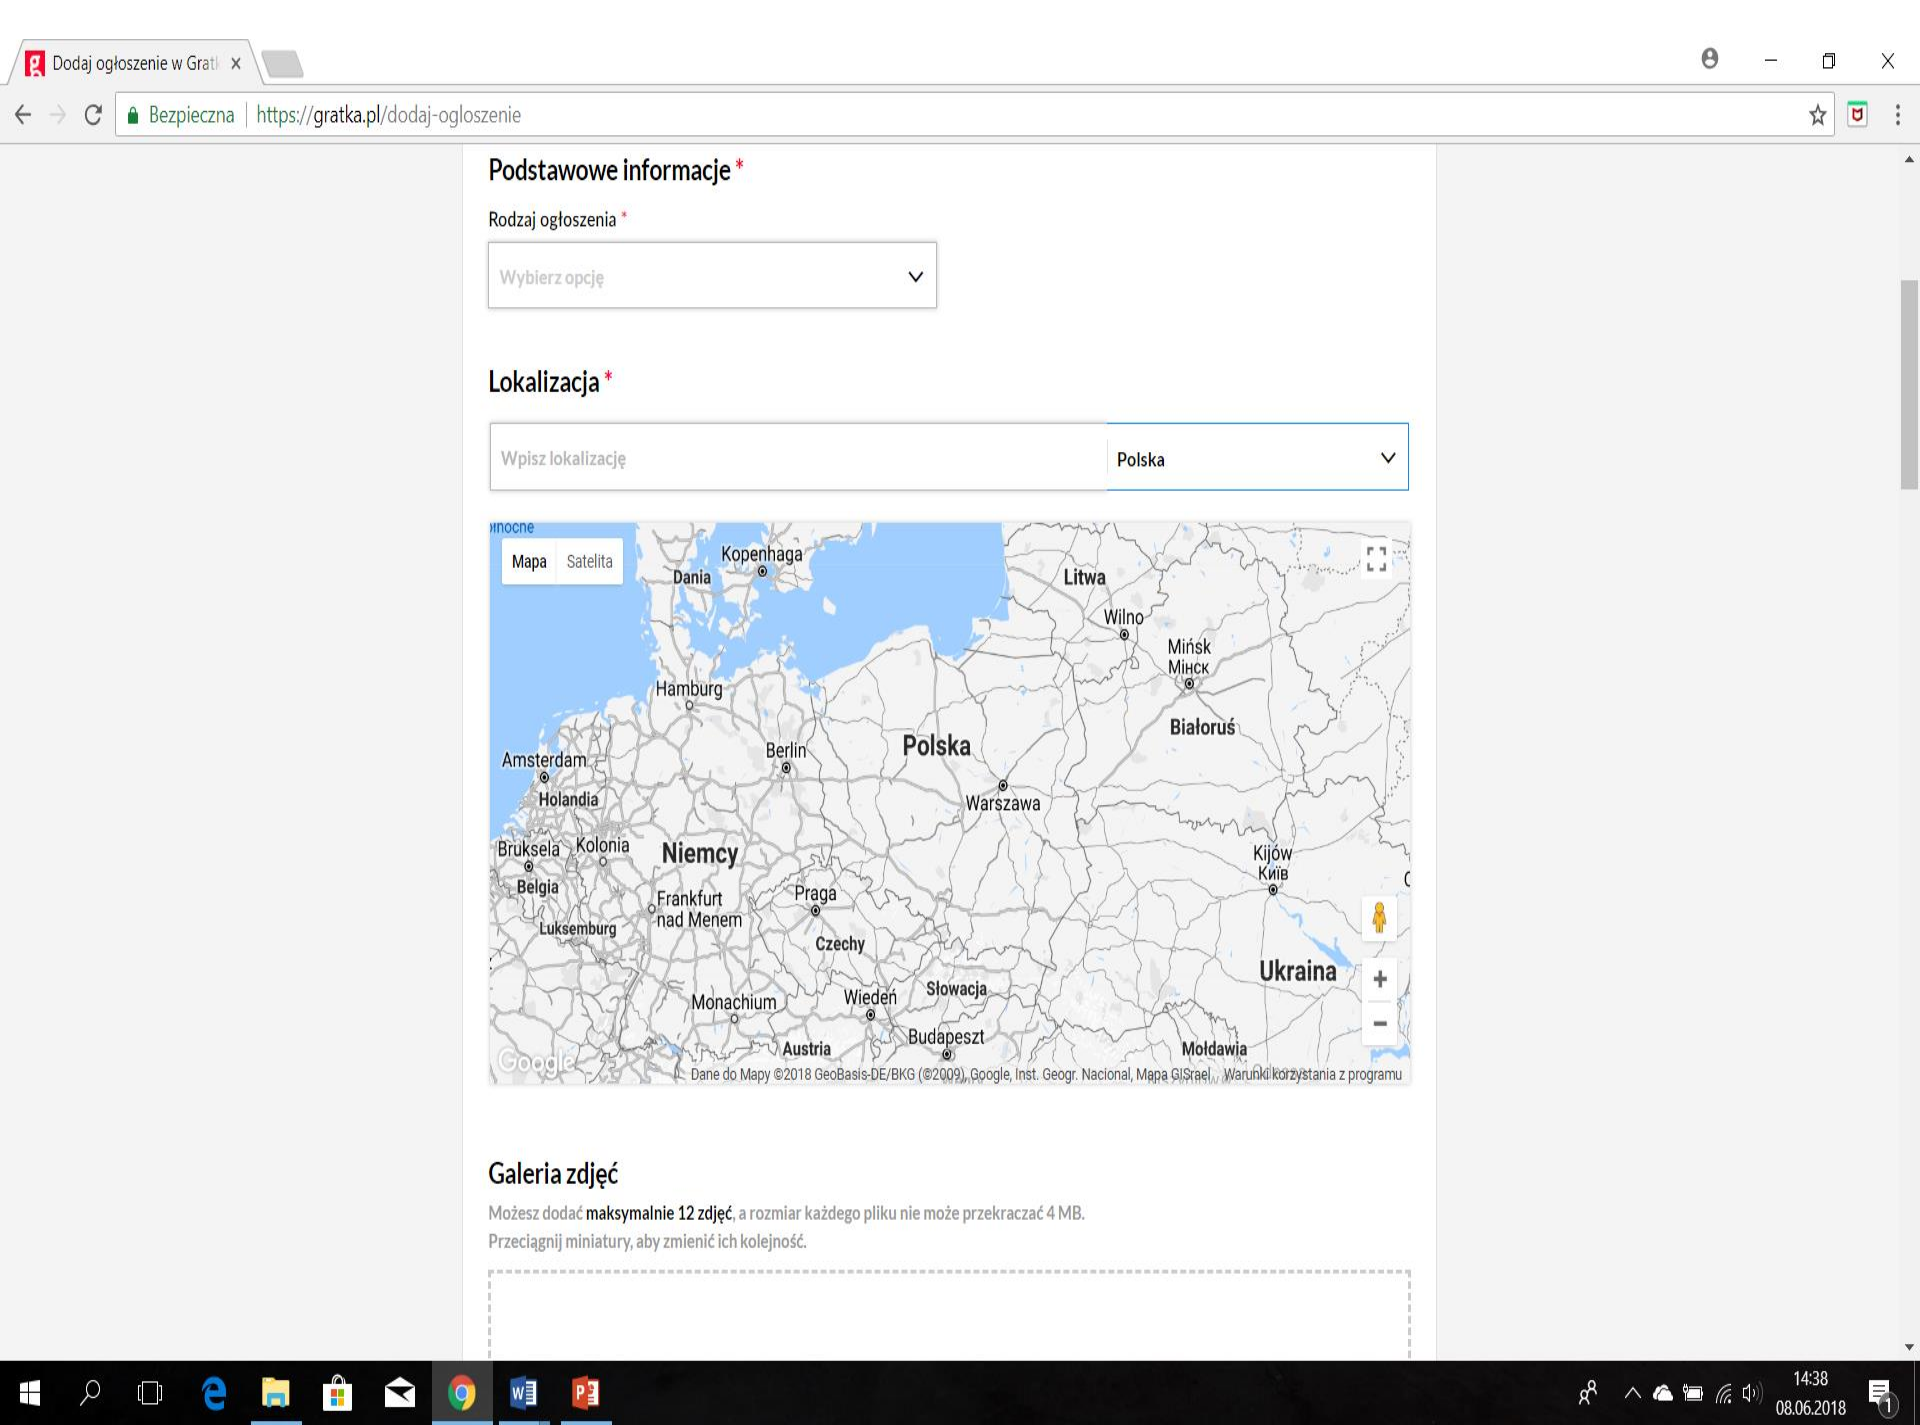 Dodaj ogłoszenie w Grat
Bezpieczna
https://gratka.pl/dodaj-ogloszenie
Podstawowe informacje *
Rodzaj ogłoszenia *
Wybierz opcję
Lokalizacja *
Wpisz lokalizację
Polska
Mapa Satelita
Kopenhaga
Dania
Litwa
Wilno
Mińsk
Мінск
Hamburg
Białoruś
Polska
Berlin
Amsterdam
Holandia
Warszawa
Bruksela
Kolonia
Niemcy
Kijów
Київ
Belgia
Praga
Frankfurt
nad Menem
Luksemburg
Czechy
Ukraina
Słowacja
Monachium
Wiedeń
Budapeszt
Austria
Mołdawia
Google
Dane do Mapy ©2018 GeoBasis-DE/BKG (©2009), Google, Inst. Geogr. Nacional, Mapa GISrael Warunki korzystania z programu
Galeria zdjęć
Możesz dodać maksymalnie 12 zdjęć, a rozmiar każdego pliku nie może przekraczać 4 MB.
Przeciągnij miniatury, aby zmienić ich kolejność.
14:38
08.06.2018
1